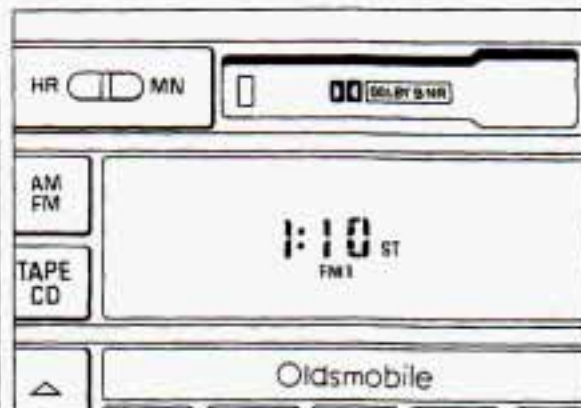 HR MN
DOLBY B NR
AM
FM
1:10 ST
FM1
TAPE
CD
Oldsmobile